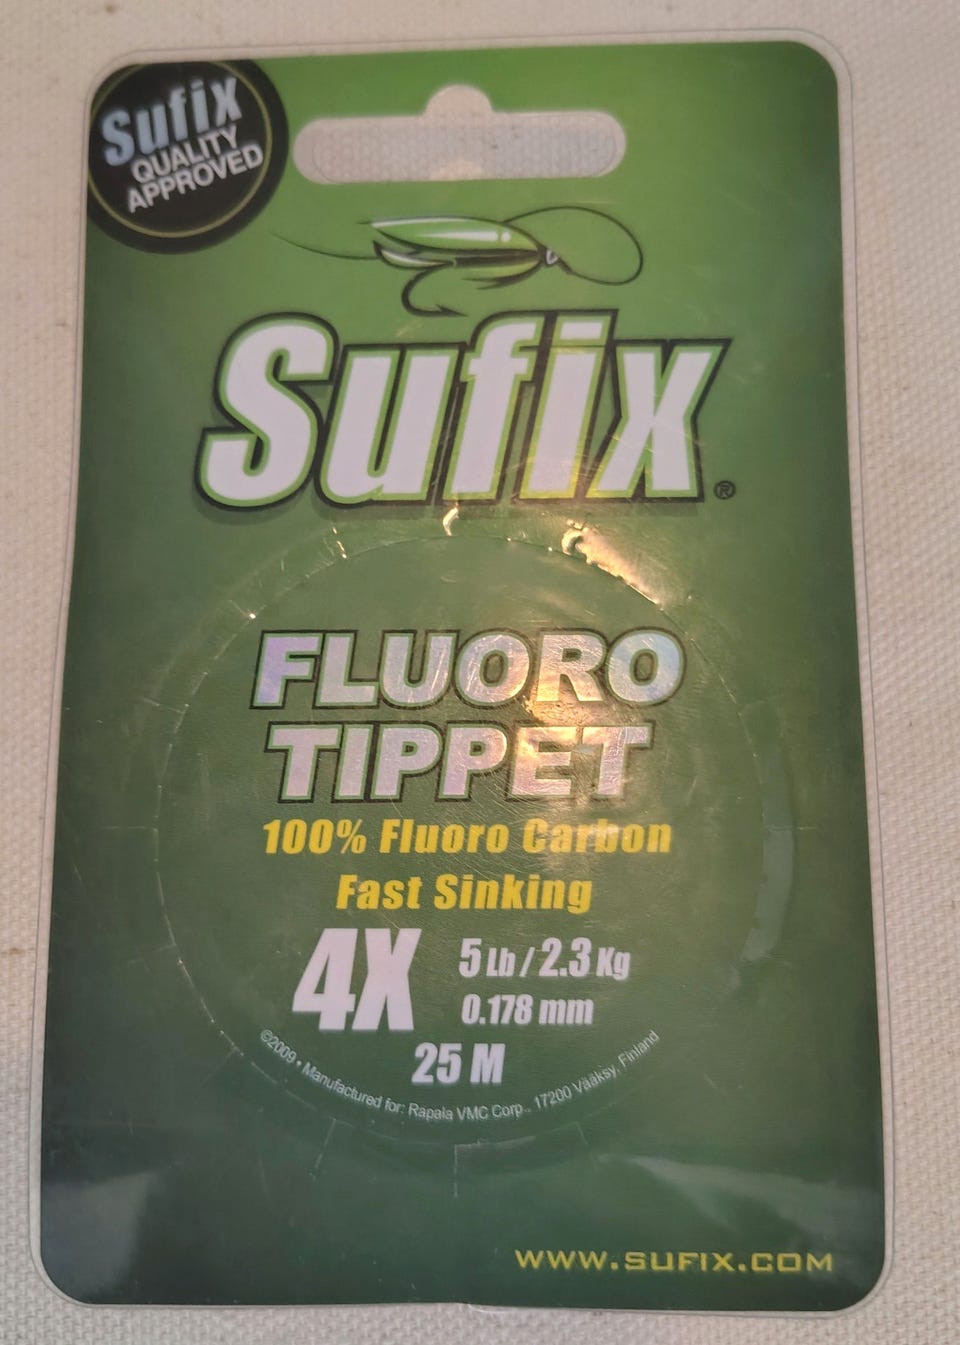 Sufix
QUALITY
APPROVED
Sufix®
FLUORO
TIPPET
100% Fluoro Carbon
Fast Sinking
4X
5 Lb / 2.3 Kg
0.178 mm
25 M
©2009 • Manufactured for: Rapala VMC Corp., 17200 Vääksy, Finland
WWW.SUFIX.COM